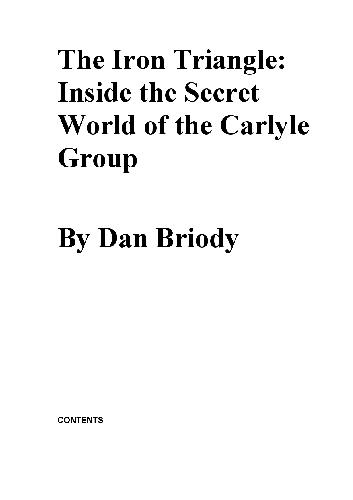 The Iron Triangle:
Inside the Secret
World of the Carlyle
Group
By Dan Briody
CONTENTS